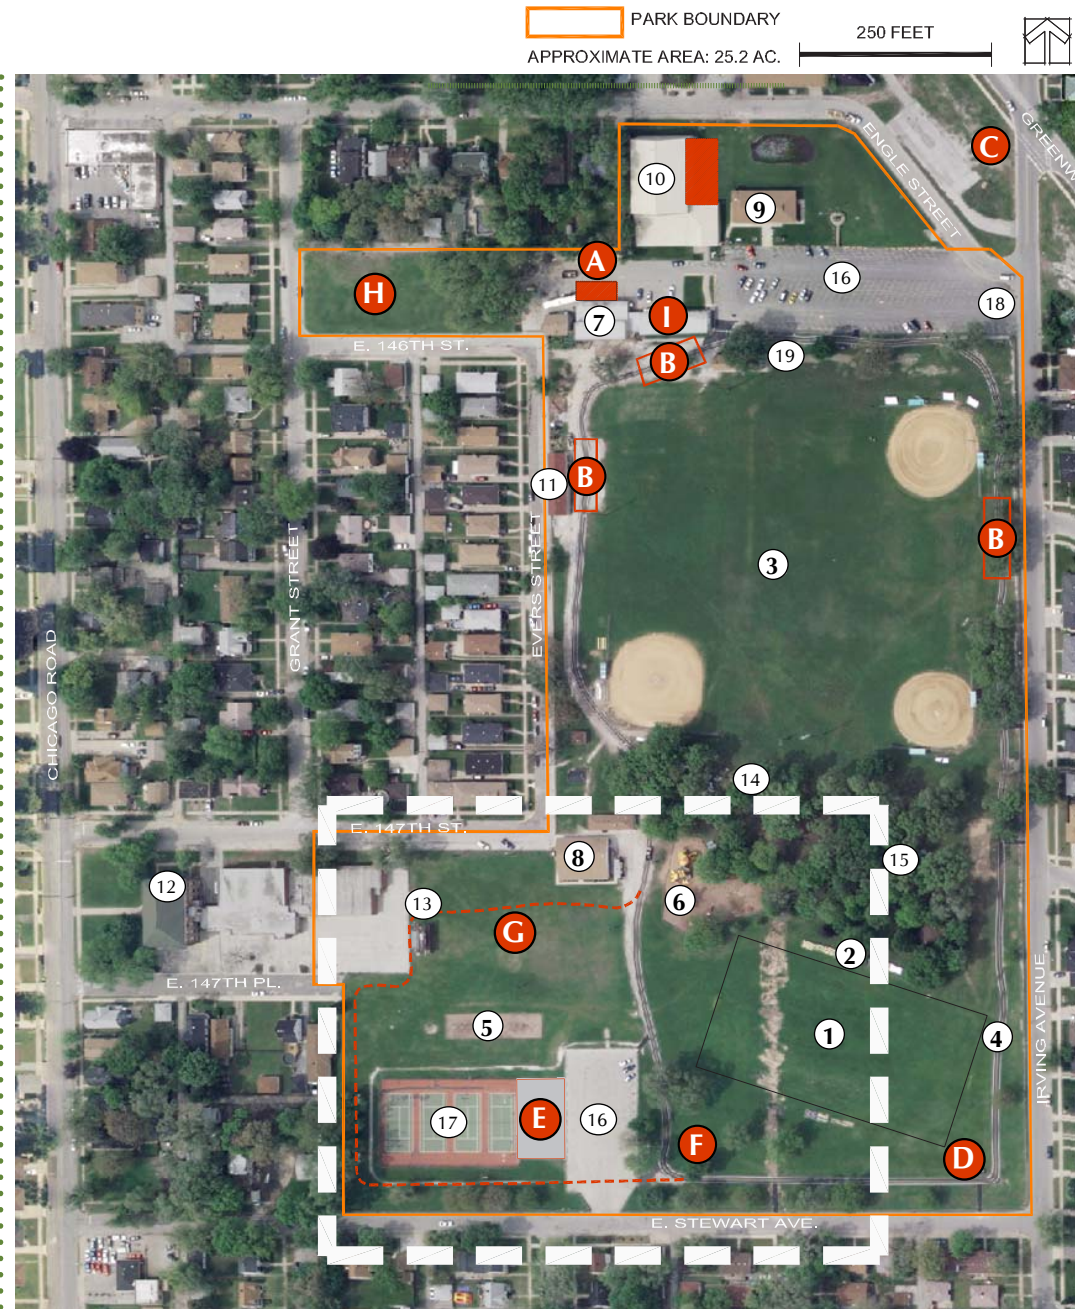 PARK BOUNDARY
250 FEET
APPROXIMATE AREA: 25.2 AC.
C
GREENW
ENGLE STREET
10
9
A
16
H
18
7
I
E. 146TH ST.
19
B
11
B
B
3
GRANT STREET
EVERS STREET
CHICAGO ROAD
14
E. 147TH ST.
8
15
12
13
6
G
2
E. 147TH PL.
5
1
4
IRVING AVENUE
17
E
16
F
D
E. STEWART AVE.